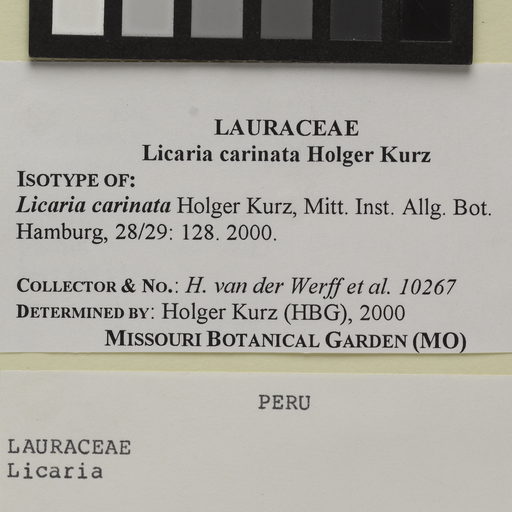 LAURACEAE
Licaria carinata Holger Kurz
ISOTYPE OF:
Licaria carinata Holger Kurz, Mitt. Inst. Allg. Bot.
Hamburg, 28/29: 128. 2000.
COLLECTOR & NO.: H. van der Werff et al. 10267
DETERMINED BY: Holger Kurz (HBG), 2000
MISSOURI BOTANICAL GARDEN (MO)
PERU
LAURACEAE
Licaria